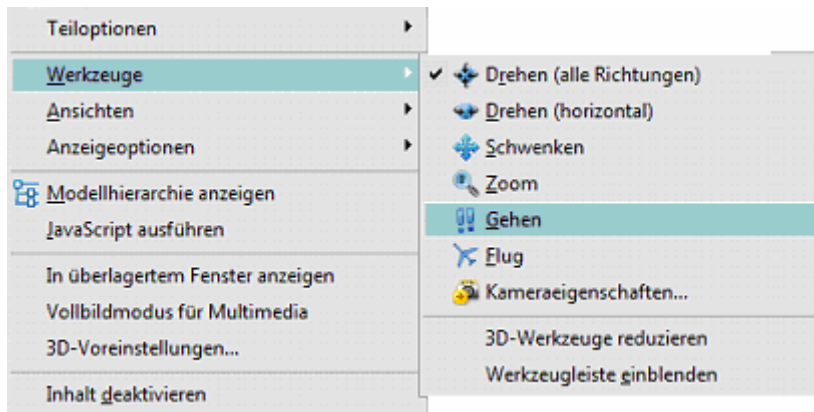 Teiloptionen
Werkzeuge
Ansichten
Anzeigeoptionen
Modellhierarchie anzeigen
JavaScript ausführen
In überlagertem Fenster anzeigen
Vollbildmodus für Multimedia
3D-Voreinstellungen...
Inhalt deaktivieren
Drehen (alle Richtungen)
Drehen (horizontal)
Schwenken
Zoom
Gehen
Flug
Kameraeigenschaften...
3D-Werkzeuge reduzieren
Werkzeugleiste einblenden